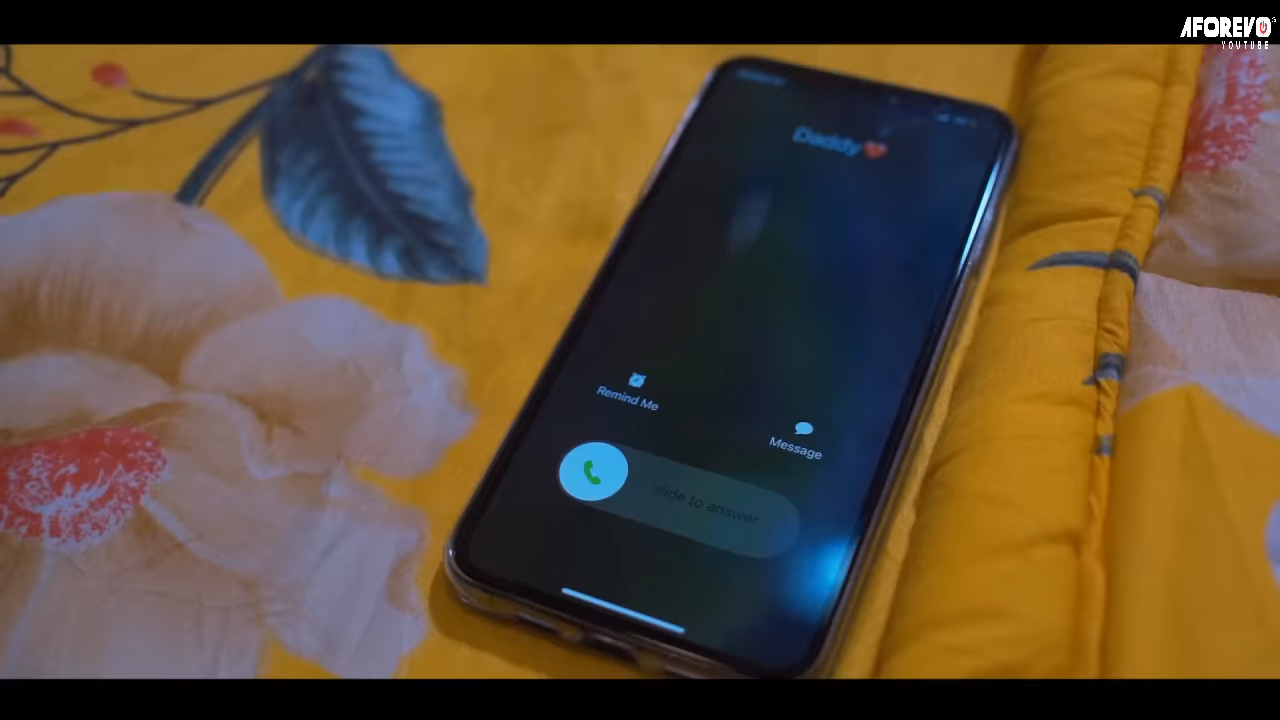 AFOREVO
YOUTUBE
Daddy❤️
Remind Me
Message
slide to answer